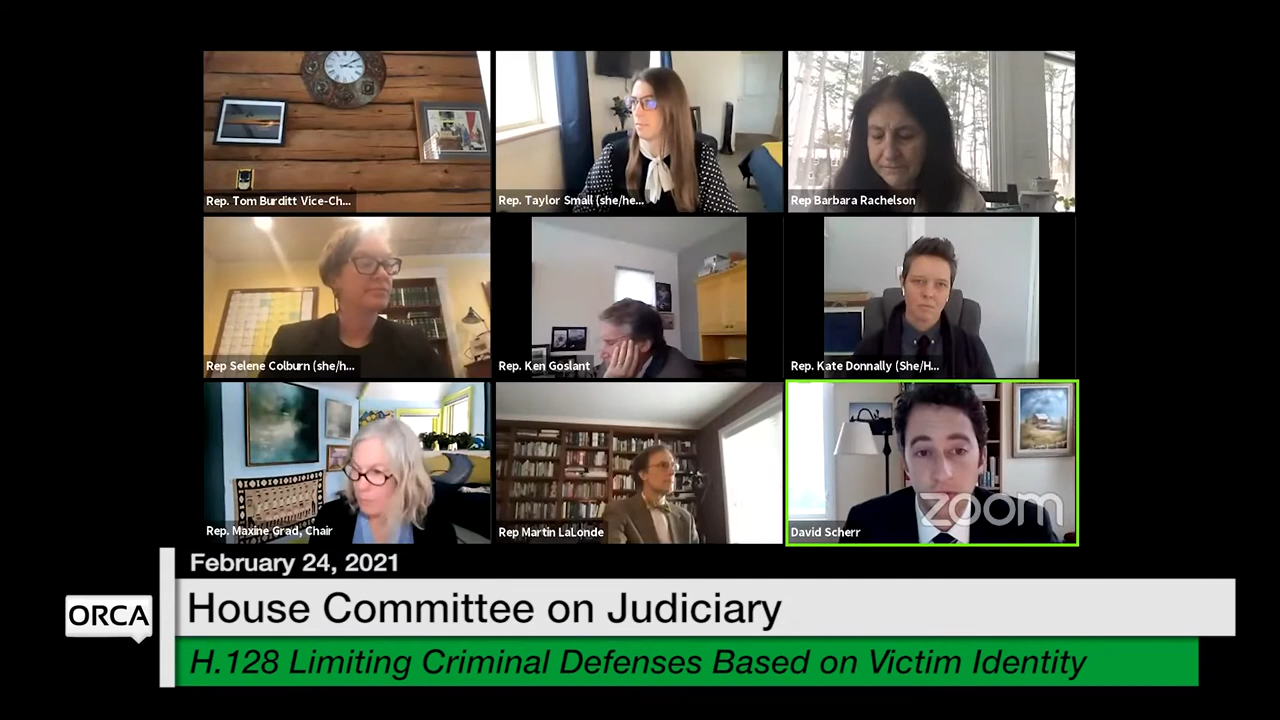 Rep. Tom Burditt Vice-Ch...
Rep. Taylor Small (she/he...
Rep Barbara Rachelson
Rep Selene Colburn (she/h...
Rep. Ken Goslant
Rep. Kate Donnally (She/H...
Rep. Maxine Grad, Chair
Rep Martin LaLonde
David Scherr
zoom
February 24, 2021
ORCA
House Committee on Judiciary
H.128 Limiting Criminal Defenses Based on Victim Identity